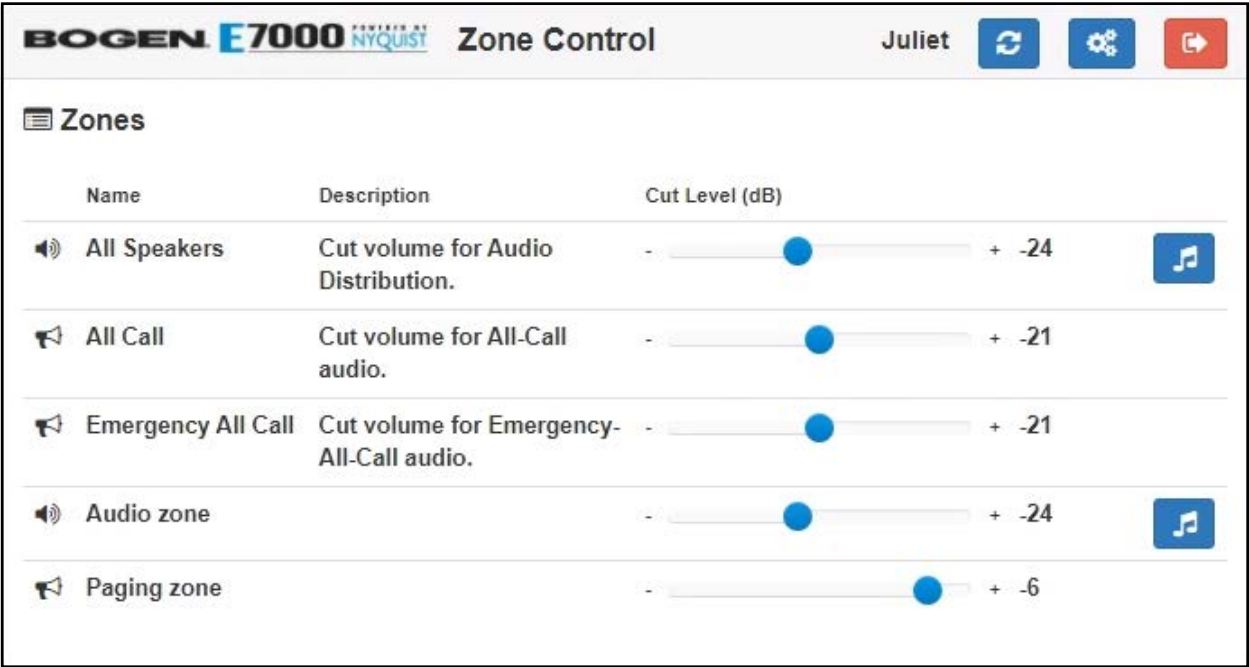 BOGEN E7000 POWERED BY NYQUIST Zone Control Juliet
Zones
Name Description Cut Level (dB)
All Speakers Cut volume for Audio - + -24
Distribution.
All Call Cut volume for All-Call - + -21
audio.
Emergency All Call Cut volume for Emergency- - + -21
All-Call audio.
Audio zone - + -24
Paging zone - + -6